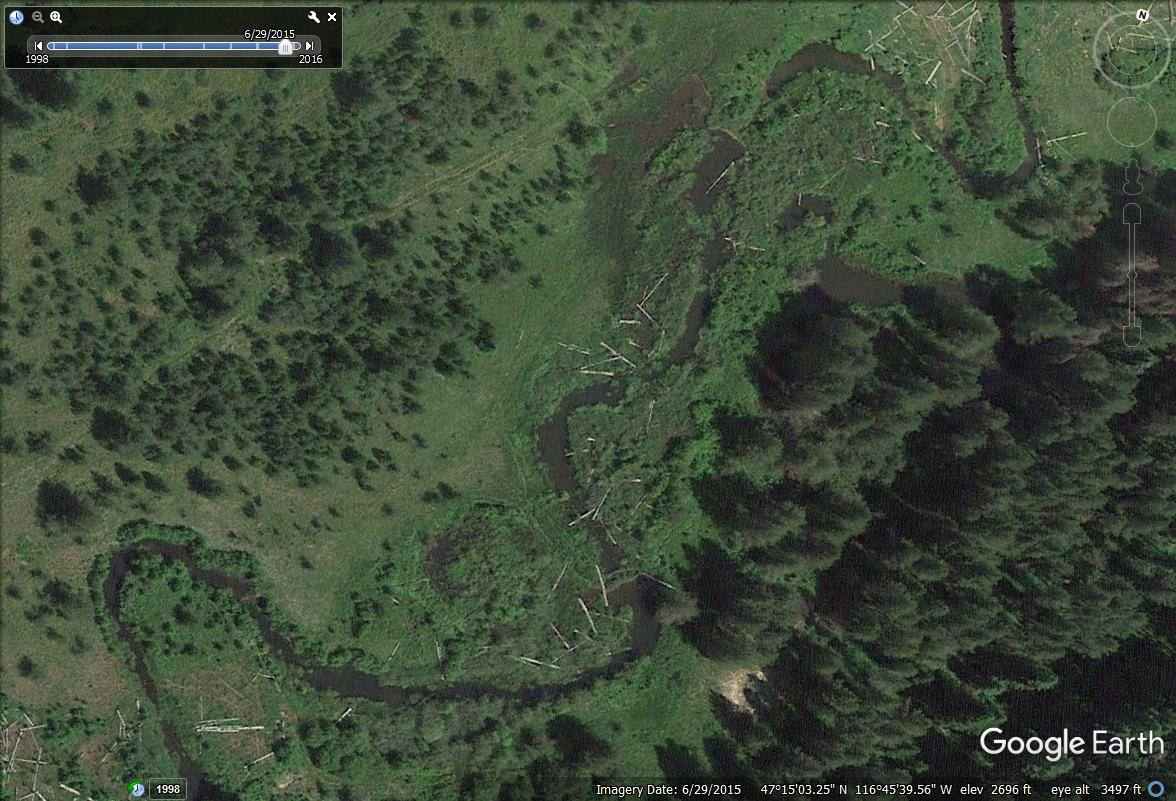 6/29/2015
1998
2016
N
Google Earth
1998
Imagery Date: 6/29/2015 47°15'03.25" N 116°45'39.56" W elev 2696 ft eye alt 3497 ft